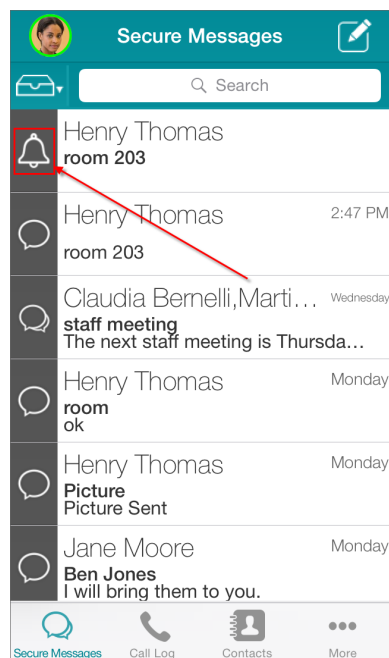 Secure Messages
Search
Henry Thomas
room 203
Henry Thomas
2:47 PM
room 203
Claudia Bernelli,Marti...
Wednesday
staff meeting
The next staff meeting is Thursda...
Henry Thomas
Monday
room
ok
Henry Thomas
Monday
Picture
Picture Sent
Jane Moore
Monday
Ben Jones
I will bring them to you.
Secure Messages
Call Log
Contacts
More